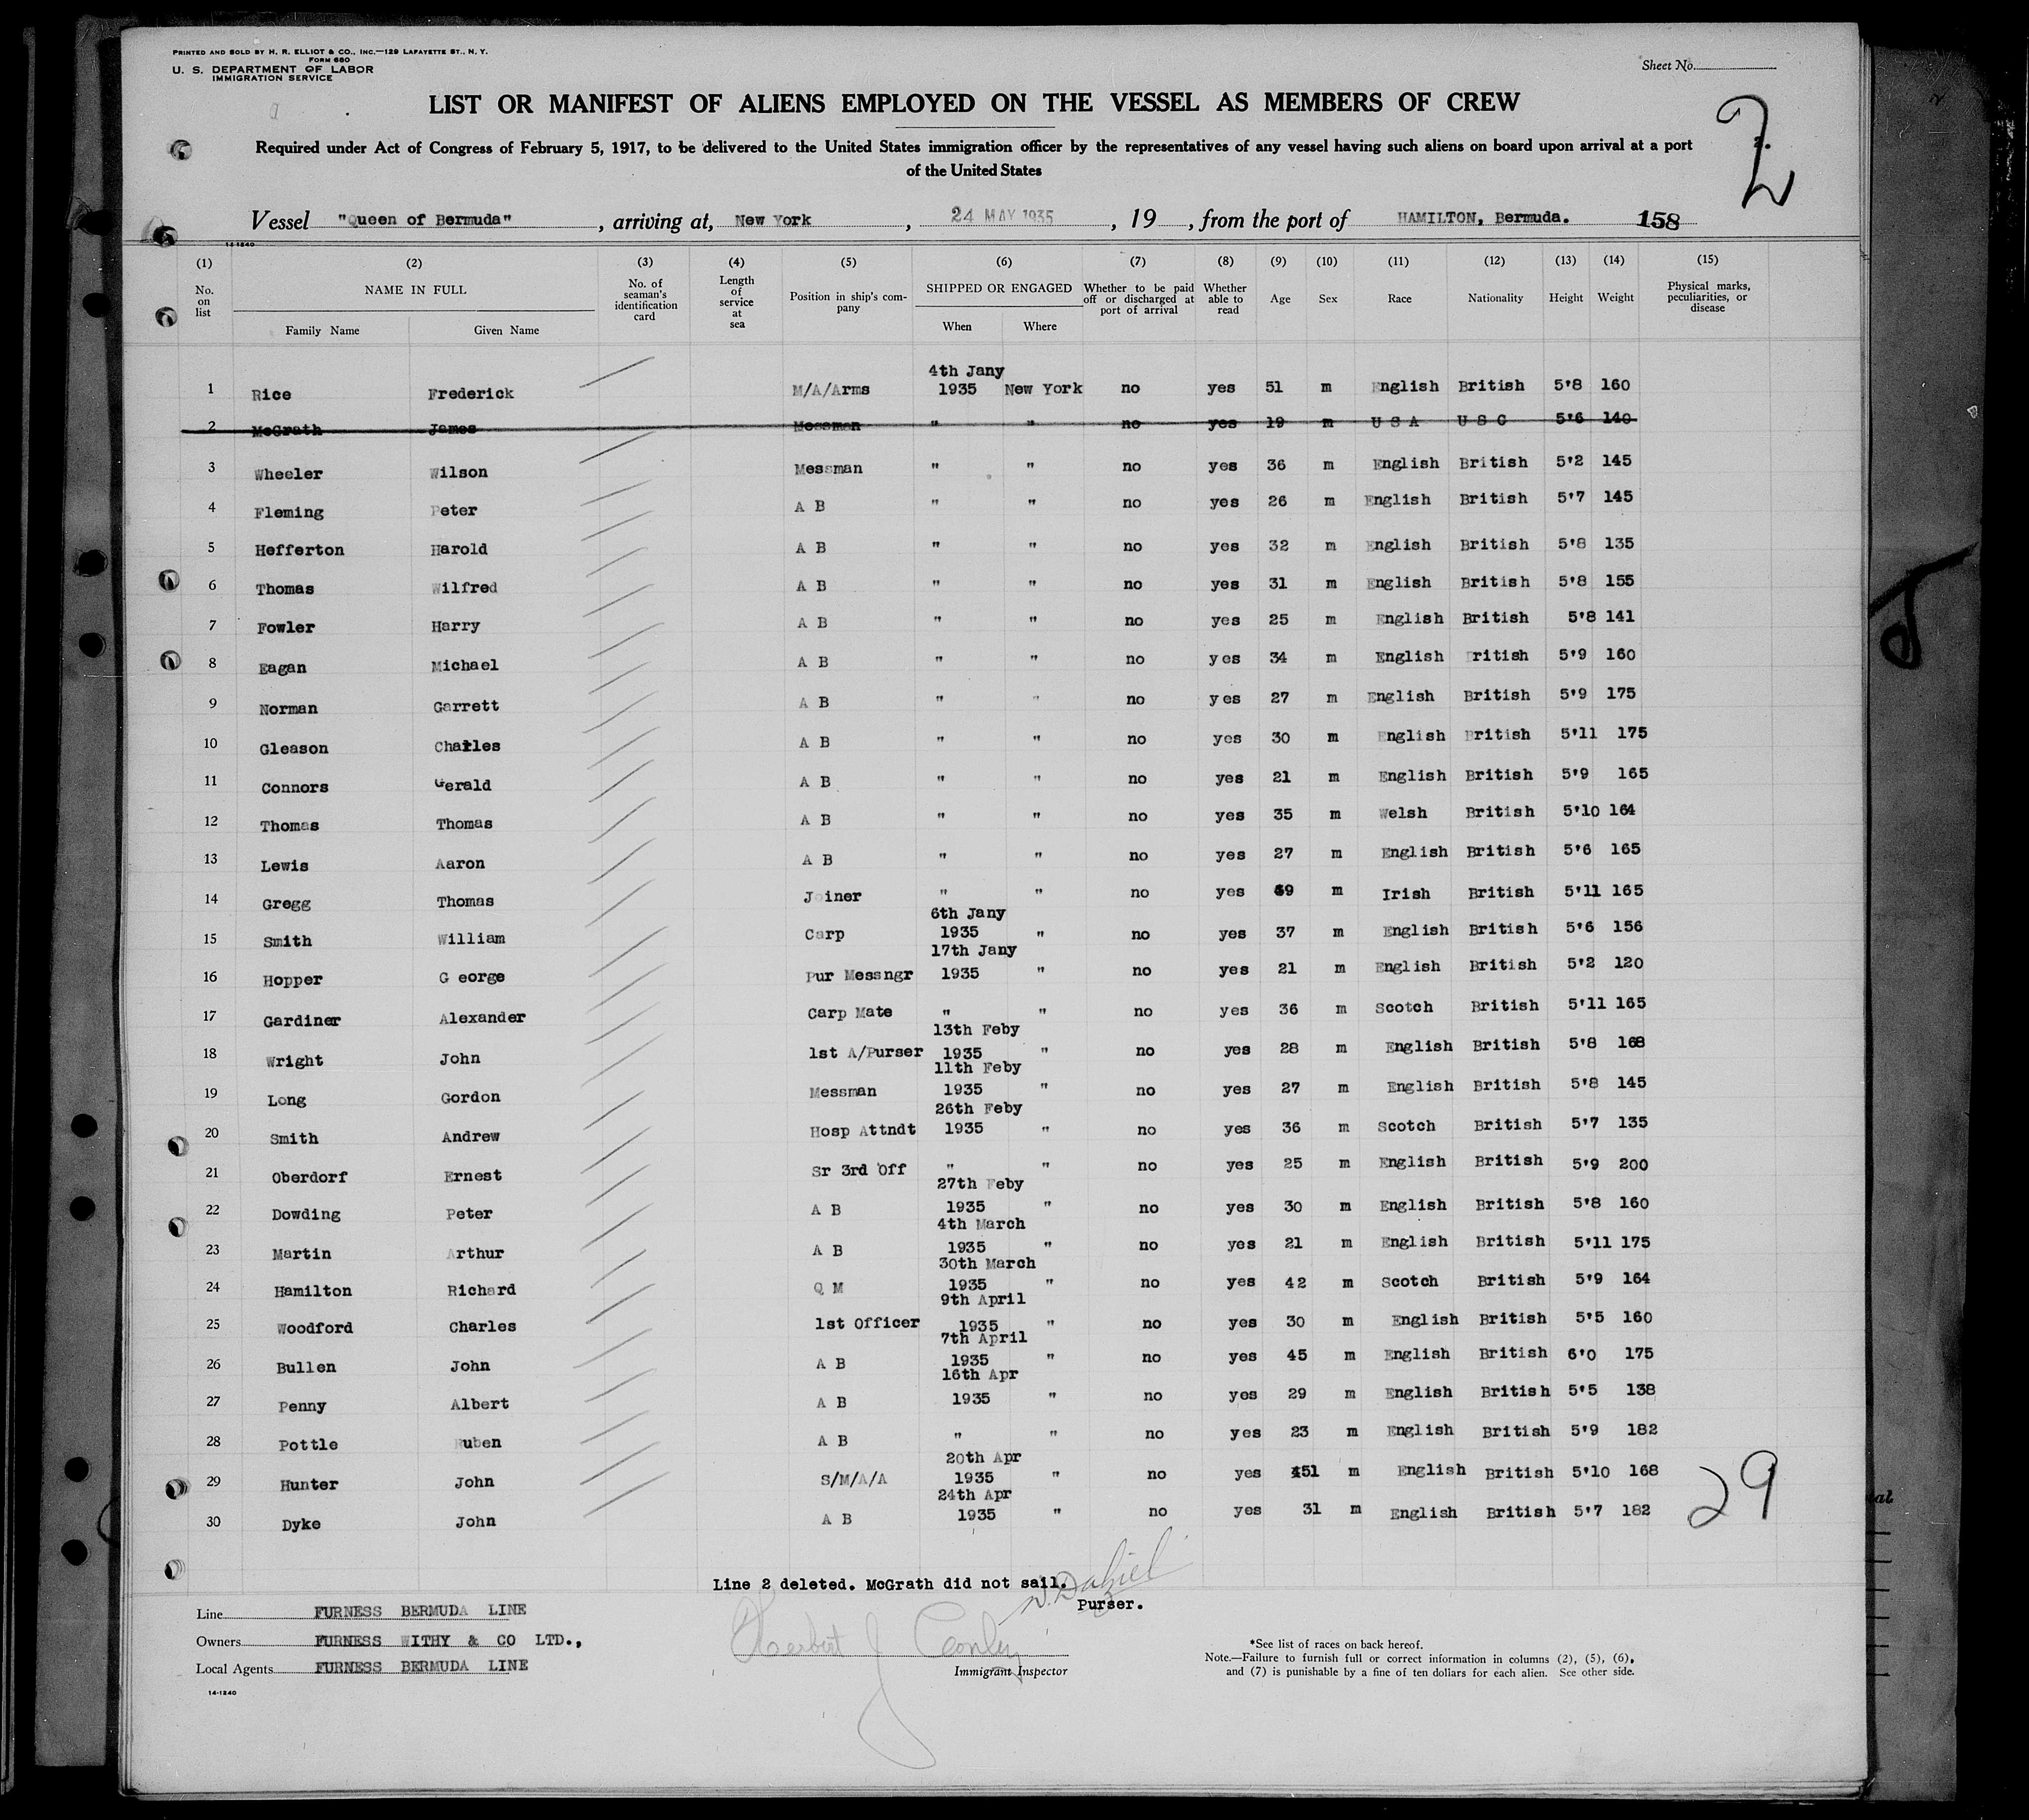 PRINTED AND SOLD BY H. R. ELLIOT & CO., INC.—129 LAFAYETTE ST., N. Y.
FORM 680
U. S. DEPARTMENT OF LABOR
IMMIGRATION SERVICE
Sheet No.
LIST OR MANIFEST OF ALIENS EMPLOYED ON THE VESSEL AS MEMBERS OF CREW
2
Required under Act of Congress of February 5, 1917, to be delivered to the United States immigration officer by the representatives of any vessel having such aliens on board upon arrival at a port
of the United States
Vessel "Queen of Bermuda", arriving at, New York, 24 MAY 1935, 19 , from the port of HAMILTON, Bermuda. 158
14-1240
(1) (2) (3) (4) (5) (6) (7) (8) (9) (10) (11) (12) (13) (14) (15)
No. on list NAME IN FULL Family Name Given Name No. of seaman's identification card Length of service at sea Position in ship's company SHIPPED OR ENGAGED When Where Whether to be paid off or discharged at port of arrival Whether able to read Age Sex Race Nationality Height Weight Physical marks, peculiarities, or disease
4th Jany
1 Rice Frederick M/A/Arms 1935 New York no yes 51 m English British 5'8 160
2 McGrath James Messman " " no yes 19 m U S A U S C 5'6 140
3 Wheeler Wilson Messman " " no yes 36 m English British 5'2 145
4 Fleming Peter A B " " no yes 26 m English British 5'7 145
5 Hefferton Harold A B " " no yes 32 m English British 5'8 135
6 Thomas Wilfred A B " " no yes 31 m English British 5'8 155
7 Fowler Harry A B " " no yes 25 m English British 5'8 141
8 Eagan Michael A B " " no yes 34 m English British 5'9 160
9 Norman Garrett A B " " no yes 27 m English British 5'9 175
10 Gleason Charles A B " " no yes 30 m English British 5'11 175
11 Connors Gerald A B " " no yes 21 m English British 5'9 165
12 Thomas Thomas A B " " no yes 35 m Welsh British 5'10 164
13 Lewis Aaron A B " " no yes 27 m English British 5'6 165
14 Gregg Thomas Joiner " " no yes 69 m Irish British 5'11 165
6th Jany
15 Smith William Carp 1935 " no yes 37 m English British 5'6 156
17th Jany
16 Hopper G eorge Pur Messngr 1935 " no yes 21 m English British 5'2 120
17 Gardiner Alexander Carp Mate " " no yes 36 m Scotch British 5'11 165
13th Feby
18 Wright John 1st A/Purser 1935 " no yes 28 m English British 5'8 168
11th Feby
19 Long Gordon Messman 1935 " no yes 27 m English British 5'8 145
26th Feby
20 Smith Andrew Hosp Attndt 1935 " no yes 36 m Scotch British 5'7 135
21 Oberdorf Ernest Sr 3rd Off " " no yes 25 m English British 5'9 200
27th Feby
22 Dowding Peter A B 1935 " no yes 30 m English British 5'8 160
4th March
23 Martin Arthur A B 1935 " no yes 21 m English British 5'11 175
30th March
24 Hamilton Richard Q M 1935 " no yes 42 m Scotch British 5'9 164
9th April
25 Woodford Charles 1st Officer 1935 " no yes 30 m English British 5'5 160
7th April
26 Bullen John A B 1935 " no yes 45 m English British 6'0 175
16th Apr
27 Penny Albert A B 1935 " no yes 29 m English British 5'5 138
28 Pottle Ruben A B " " no yes 23 m English British 5'9 182
20th Apr
29 Hunter John S/M/A/A 1935 " no yes 451 m English British 5'10 168
24th Apr
30 Dyke John A B 1935 " no yes 31 m English British 5'7 182
29
Line 2 deleted. McGrath did not sail.
Purser.
Line FURNESS BERMUDA LINE
Owners FURNESS WITHY & CO LTD.,
Local Agents FURNESS BERMUDA LINE
Herbert J Conly
Immigrant Inspector
*See list of races on back hereof.
Note.—Failure to furnish full or correct information in columns (2), (5), (6),
and (7) is punishable by a fine of ten dollars for each alien. See other side.
14-1240